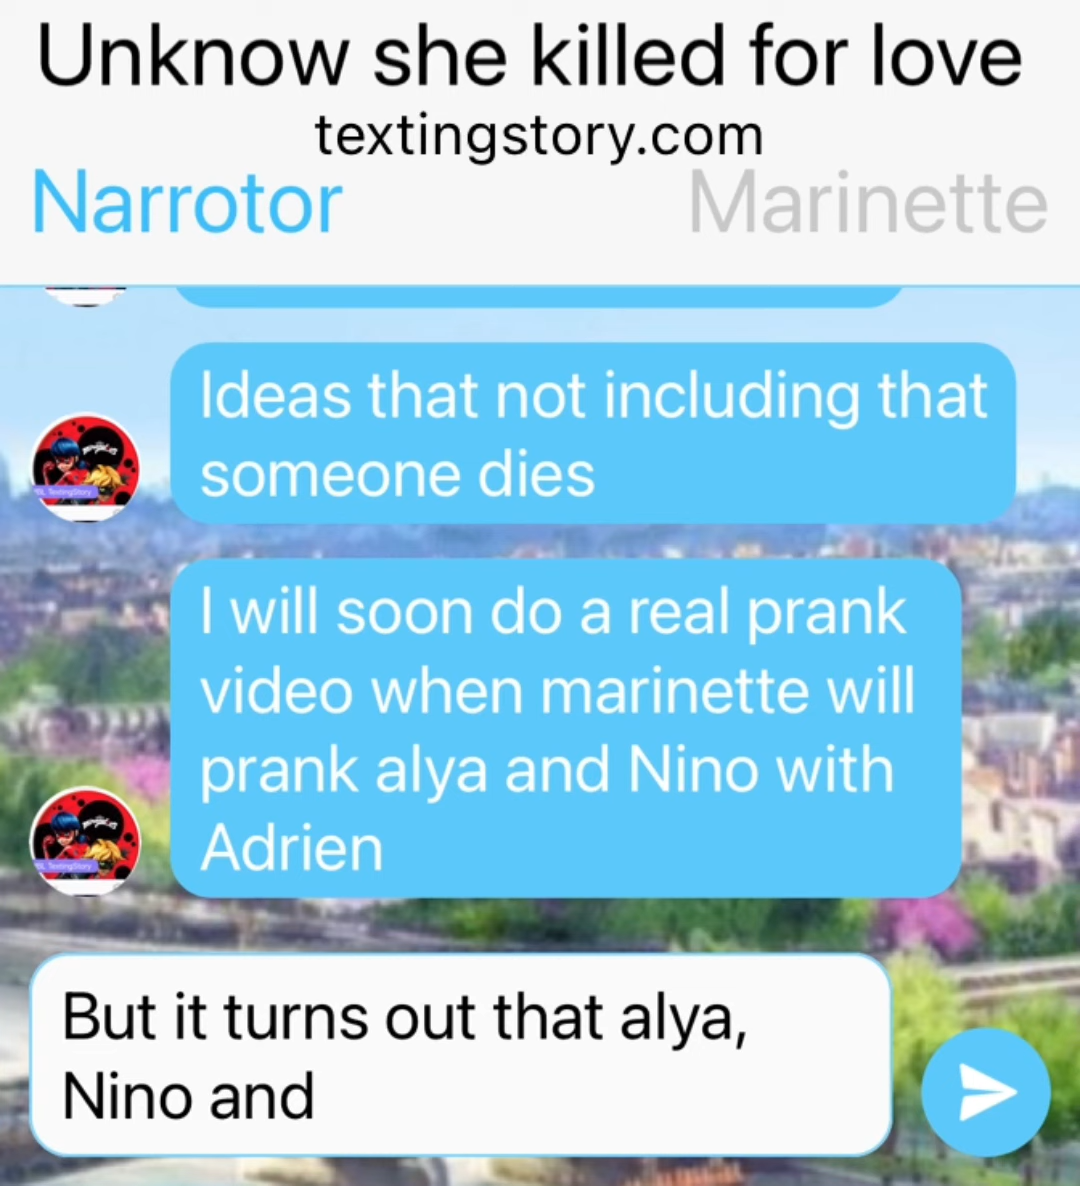 Unknow she killed for love
textingstory.com
Narrotor
Marinette
Ideas that not including that
someone dies
I will soon do a real prank
video when marinette will
prank alya and Nino with
Adrien
But it turns out that alya,
Nino and